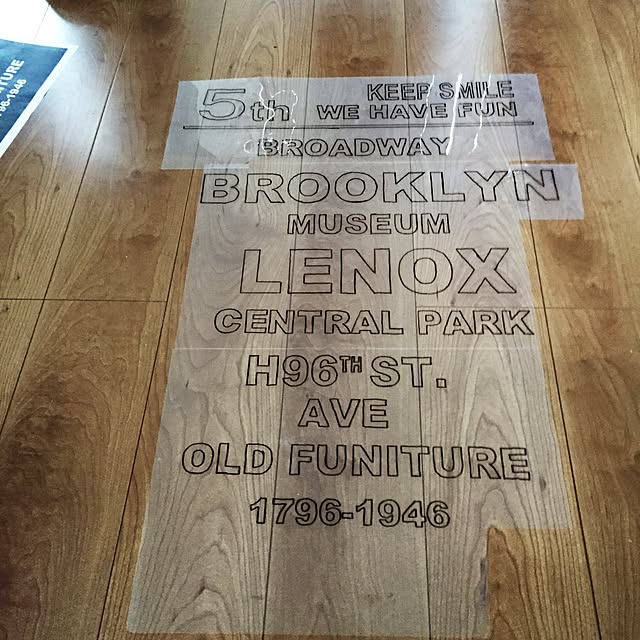 5th KEEP SMILE
WE HAVE FUN
BROADWAY
BROOKLYN
MUSEUM
LENOX
CENTRAL PARK
H96TH ST.
AVE
OLD FUNITURE
1796-1946